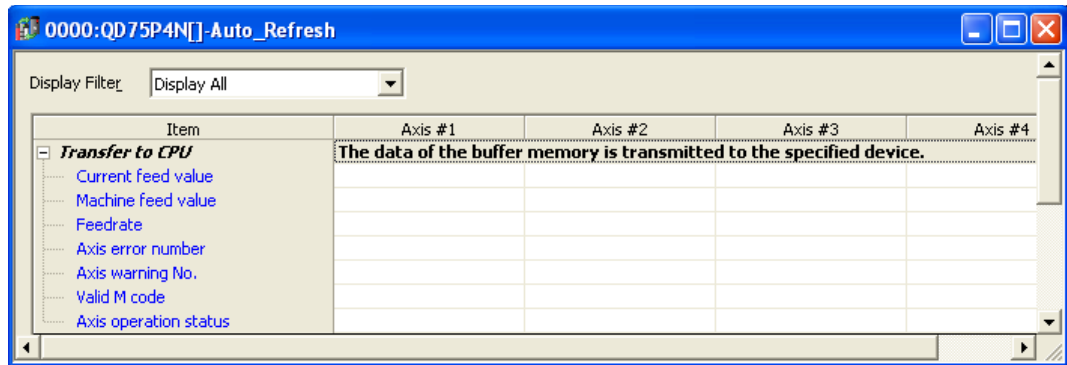 0000:QD75P4N[]-Auto_Refresh
Display Filter Display All
Item Axis #1 Axis #2 Axis #3 Axis #4
Transfer to CPU The data of the buffer memory is transmitted to the specified device.
Current feed value
Machine feed value
Feedrate
Axis error number
Axis warning No.
Valid M code
Axis operation status